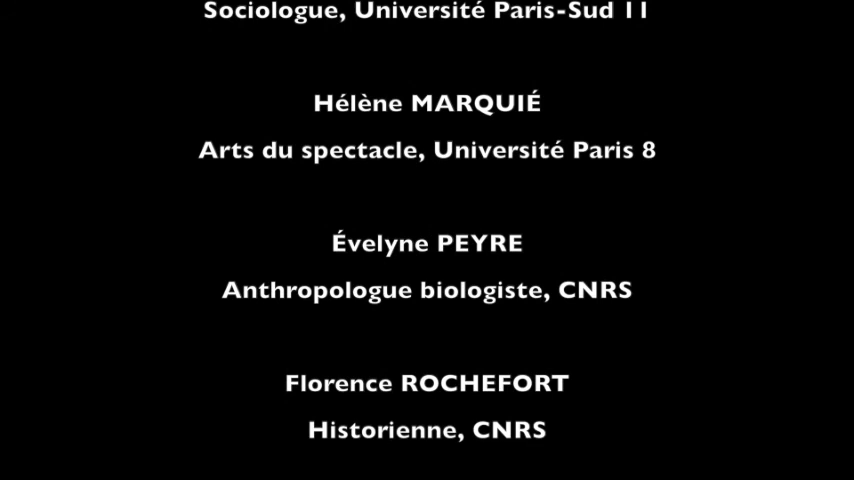 Sociologue, Université Paris-Sud 11
Hélène MARQUIÉ
Arts du spectacle, Université Paris 8
Évelyne PEYRE
Anthropologue biologiste, CNRS
Florence ROCHEFORT
Historienne, CNRS